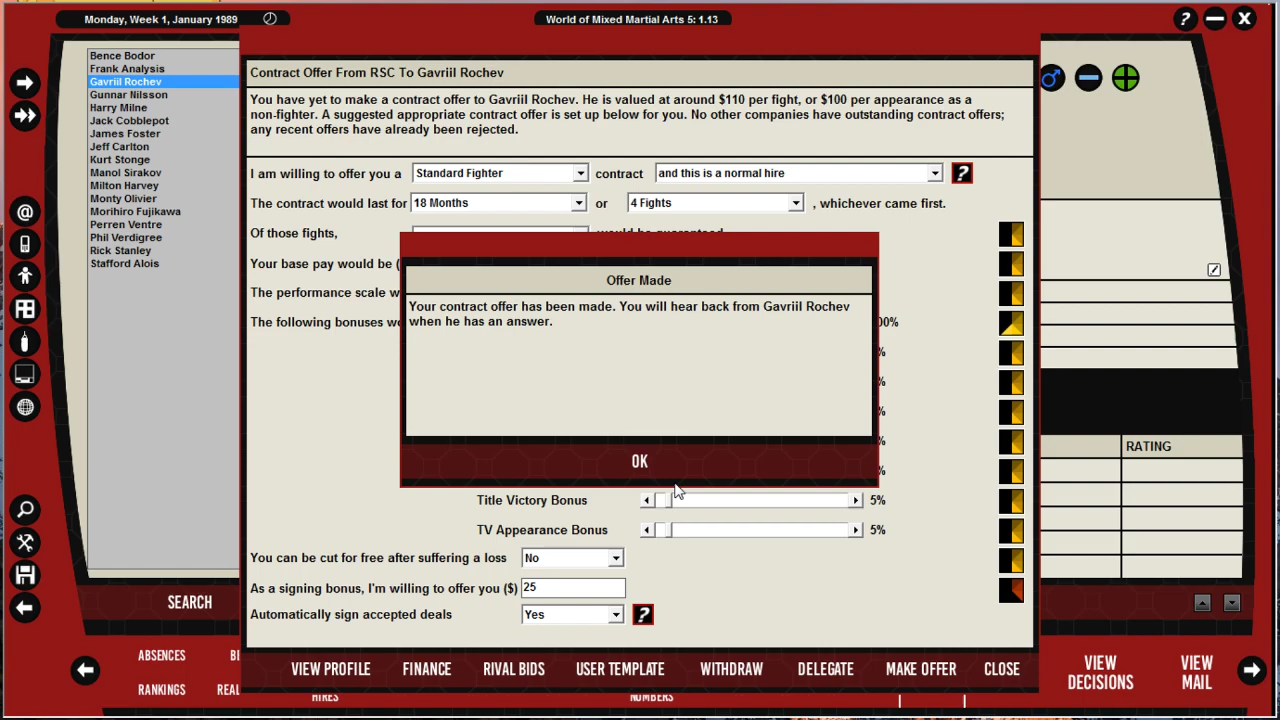 Monday, Week 1, January 1989
World of Mixed Martial Arts 5: 1.13
?
X
Bence Bodor
Frank Analysis
Gavriil Rochev
Gunnar Nilsson
Harry Milne
Jack Cobblepot
James Foster
Jeff Carlton
Kurt Stonge
Manol Sirakov
Milton Harvey
Monty Olivier
Morihiro Fujikawa
Perren Ventre
Phil Verdigree
Rick Stanley
Stafford Alois
Contract Offer From RSC To Gavriil Rochev
You have yet to make a contract offer to Gavriil Rochev. He is valued at around $110 per fight, or $100 per appearance as a
non-fighter. A suggested appropriate contract offer is set up below for you. No other companies have outstanding contract offers;
any recent offers have already been rejected.
I am willing to offer you a Standard Fighter contract and this is a normal hire ?
The contract would last for 18 Months or 4 Fights , whichever came first.
Of those fights,
Your base pay would be (
The performance scale w
The following bonuses wo 00%
%
%
%
%
%
Offer Made
Your contract offer has been made. You will hear back from Gavriil Rochev
when he has an answer.
OK
Title Victory Bonus 5%
TV Appearance Bonus 5%
You can be cut for free after suffering a loss No
As a signing bonus, I'm willing to offer you ($) 25
Automatically sign accepted deals Yes ?
VIEW PROFILE FINANCE RIVAL BIDS USER TEMPLATE WITHDRAW DELEGATE MAKE OFFER CLOSE
@
RATING
SEARCH
ABSENCES
RANKINGS
HIRES
NUMBERS
VIEW
DECISIONS
VIEW
MAIL